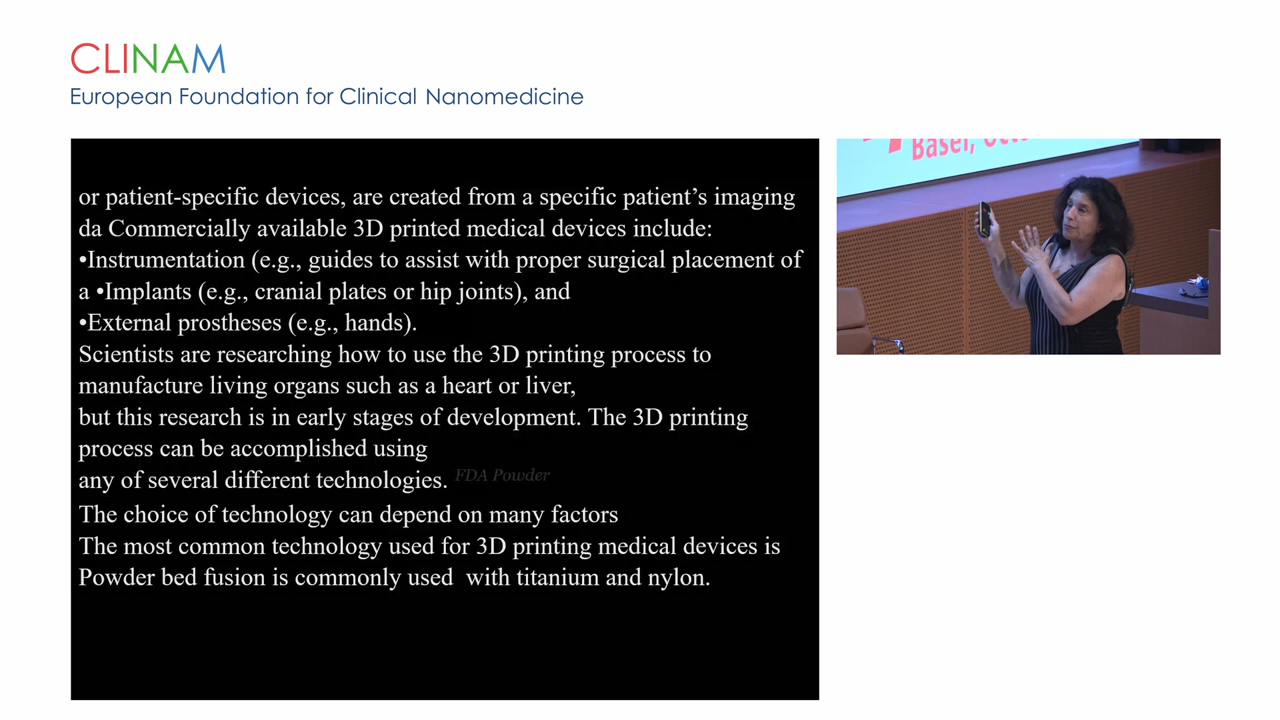 CLINAM
European Foundation for Clinical Nanomedicine
Basel,
or patient-specific devices, are created from a specific patient’s imaging
da Commercially available 3D printed medical devices include:
•Instrumentation (e.g., guides to assist with proper surgical placement of
a •Implants (e.g., cranial plates or hip joints), and
•External prostheses (e.g., hands).
Scientists are researching how to use the 3D printing process to
manufacture living organs such as a heart or liver,
but this research is in early stages of development. The 3D printing
process can be accomplished using
any of several different technologies. FDA Powder
The choice of technology can depend on many factors
The most common technology used for 3D printing medical devices is
Powder bed fusion is commonly used  with titanium and nylon.